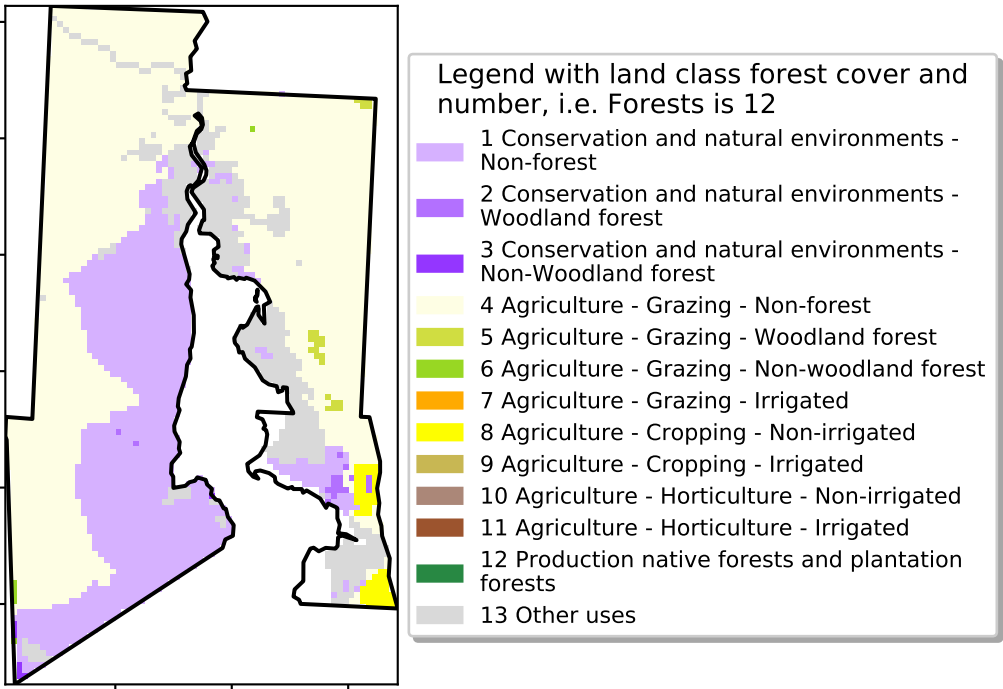 Legend with land class forest cover and
number, i.e. Forests is 12
1 Conservation and natural environments -
Non-forest
2 Conservation and natural environments -
Woodland forest
3 Conservation and natural environments -
Non-Woodland forest
4 Agriculture - Grazing - Non-forest
5 Agriculture - Grazing - Woodland forest
6 Agriculture - Grazing - Non-woodland forest
7 Agriculture - Grazing - Irrigated
8 Agriculture - Cropping - Non-irrigated
9 Agriculture - Cropping - Irrigated
10 Agriculture - Horticulture - Non-irrigated
11 Agriculture - Horticulture - Irrigated
12 Production native forests and plantation
forests
13 Other uses